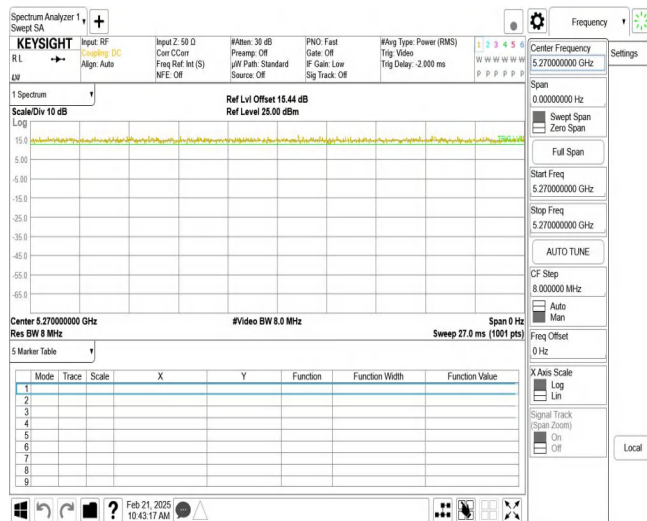 Spectrum Analyzer 1
Swept SA
Frequency
KEYSIGHT
RL
Input: RF
Coupling: DC
Align: Auto
Input Z: 50 Ω
Corr CCorr
Freq Ref: Int (S)
NFE: Off
#Atten: 30 dB
Preamp: Off
µW Path: Standard
Source: Off
PNO: Fast
Gate: Off
IF Gain: Low
Sig Track: Off
#Avg Type: Power (RMS)
Trig: Video
Trig Delay: -2.000 ms
1 2 3 4 5 6
W W W W W W
P P P P P P
1 Spectrum
Scale/Div 10 dB
Ref Lvl Offset 15.44 dB
Ref Level 25.00 dBm
Log
15.0
5.00
-5.00
-15.0
-25.0
-35.0
-45.0
-55.0
-65.0
Center 5.270000000 GHz
#Video BW 8.0 MHz
Span 0 Hz
Res BW 8 MHz
Sweep 27.0 ms (1001 pts)
5 Marker Table
Mode Trace Scale X Y Function Function Width Function Value
1
2
3
4
5
6
7
8
9
Feb 21, 2025
10:43:17 AM
Center Frequency
5.270000000 GHz
Settings
Span
0.00000000 Hz
Swept Span
Zero Span
Full Span
Start Freq
5.270000000 GHz
Stop Freq
5.270000000 GHz
AUTO TUNE
CF Step
8.000000 MHz
Auto
Man
Freq Offset
0 Hz
X Axis Scale
Log
Lin
Signal Track
(Span Zoom)
On
Off
Local